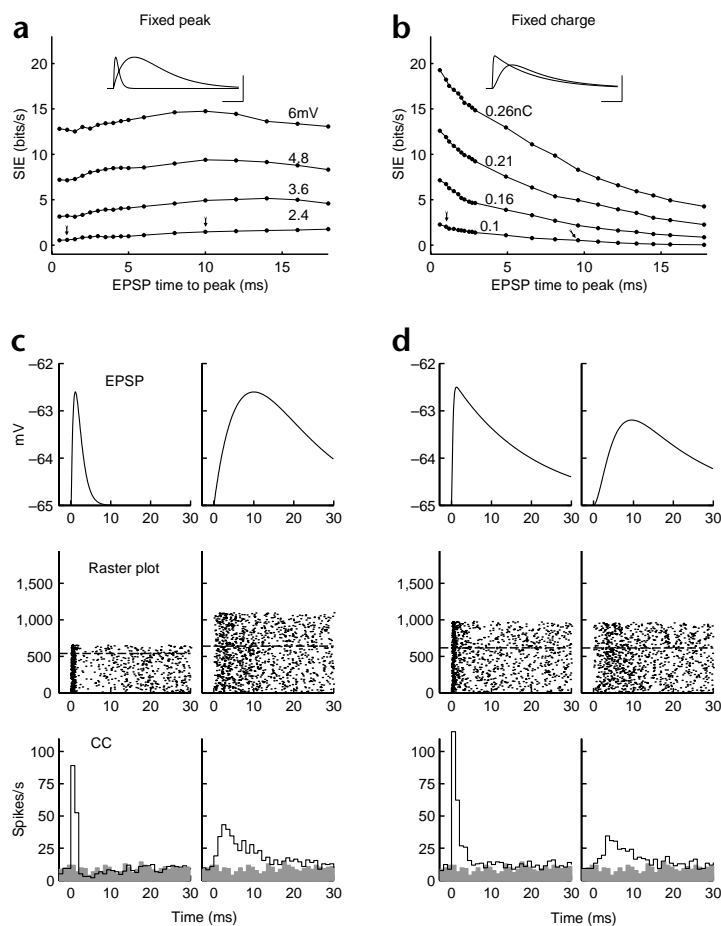 a
Fixed peak
20
15
10
5
0
SIE (bits/s)
6mV
4.8
3.6
2.4
0 5 10 15
EPSP time to peak (ms)
b
Fixed charge
20
15
10
5
0
SIE (bits/s)
0.26nC
0.21
0.16
0.1
0 5 10 15
EPSP time to peak (ms)
c
EPSP
–62
–63
–64
–65
mV
0 10 20 30
0 10 20 30
Raster plot
1,500
1,000
500
0
0 10 20 30
0 10 20 30
CC
100
75
50
25
0
Spikes/s
0 10 20 30
0 10 20 30
Time (ms)
d
–62
–63
–64
–65
0 10 20 30
0 10 20 30
1,500
1,000
500
0
0 10 20 30
0 10 20 30
100
75
50
25
0
0 10 20 30
0 10 20 30
Time (ms)